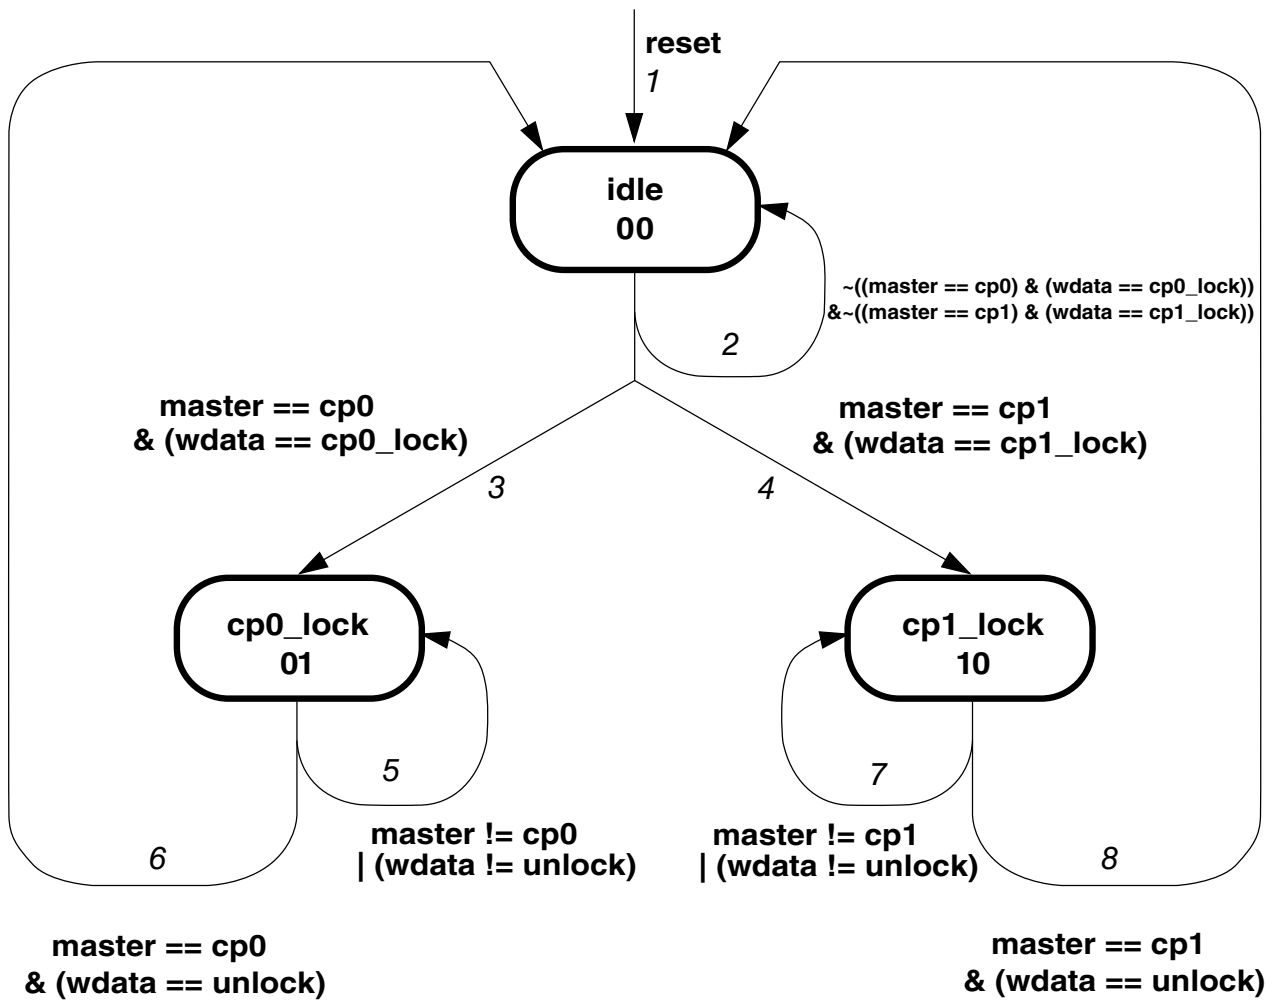 reset
1
idle
00
~((master == cp0) & (wdata == cp0_lock))
&~((master == cp1) & (wdata == cp1_lock))
2
master == cp0
& (wdata == cp0_lock)
master == cp1
& (wdata == cp1_lock)
3
4
cp0_lock
01
cp1_lock
10
5
7
master != cp0
| (wdata != unlock)
master != cp1
| (wdata != unlock)
6
8
master == cp0
& (wdata == unlock)
master == cp1
& (wdata == unlock)